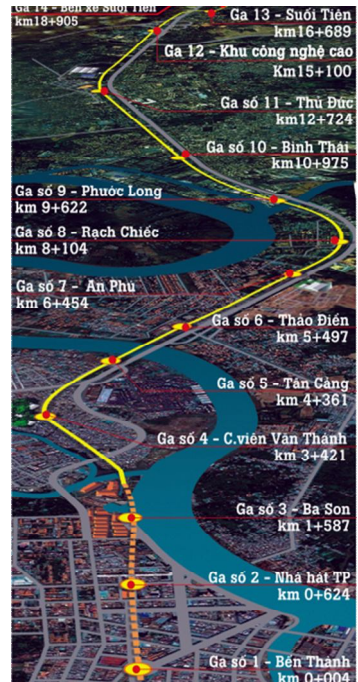 Ga 14 - Bến xe Suối Tiên
km18+905
Ga 13 - Suối Tiên
km16+689
Ga 12 - Khu công nghệ cao
Km15+100
Ga số 11 - Thủ Đức
km12+724
Ga số 10 - Bình Thái
km10+975
Ga số 9 - Phước Long
km 9+622
Ga số 8 - Rạch Chiếc
km 8+104
Ga số 7 - An Phú
km 6+454
Ga số 6 - Thảo Điền
km 5+497
Ga số 5 - Tân Cảng
km 4+361
Ga số 4 - C.viên Văn Thánh
km 3+421
Ga số 3 - Ba Son
km 1+587
Ga số 2 - Nhà hát TP
km 0+624
Ga số 1 - Bến Thành
km 0+004